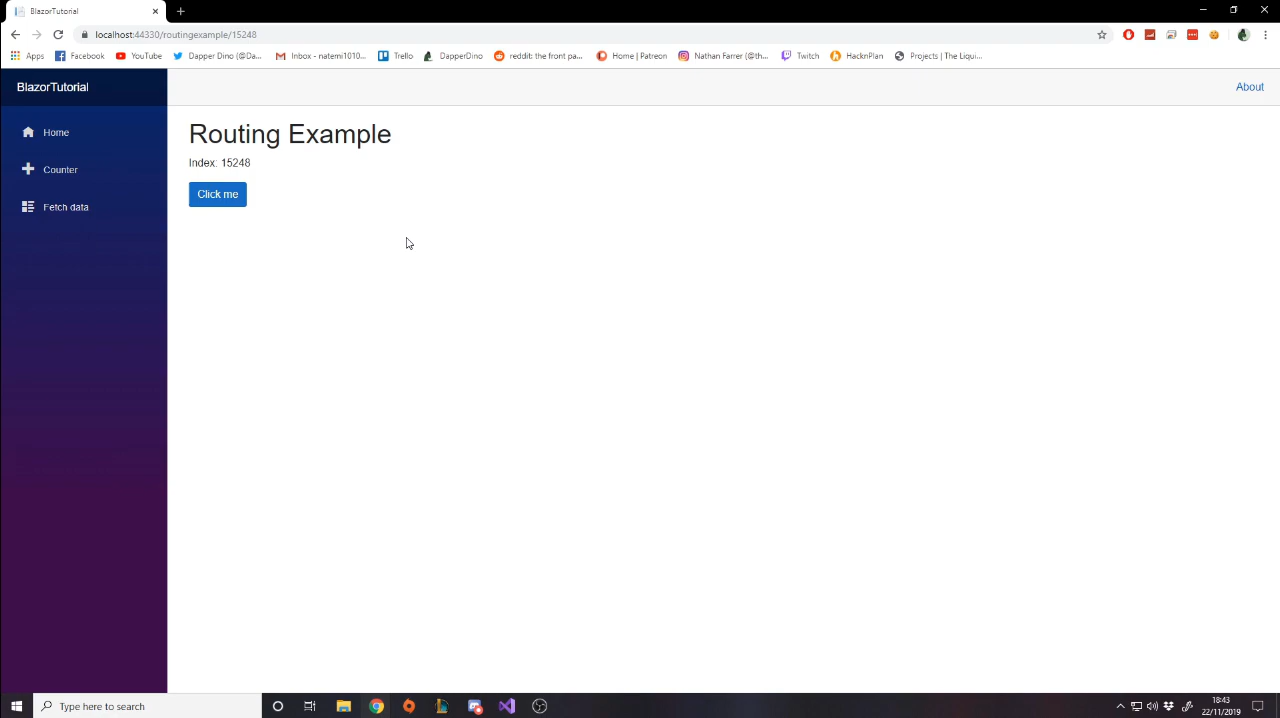 BlazorTutorial
localhost:44330/routingexample/15248
Apps Facebook YouTube Dapper Dino (@Da... Inbox - natemi1010... Trello DapperDino reddit: the front pa... Home | Patreon Nathan Farrer (@th... Twitch HacknPlan Projects | The Liqui...
BlazorTutorial
About
Home
Counter
Fetch data
Routing Example
Index: 15248
Click me
Type here to search
18:43
22/11/2019